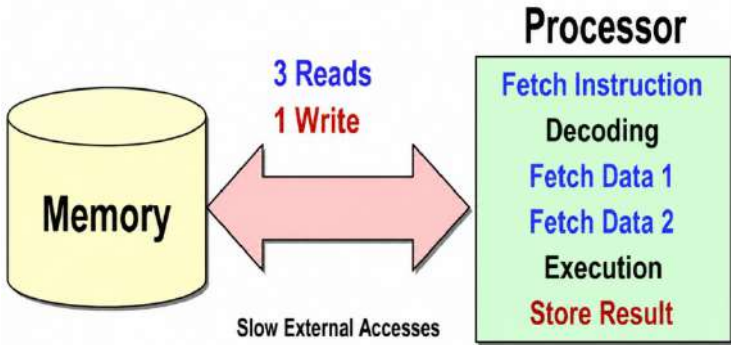 Processor
3 Reads
1 Write
Memory
Slow External Accesses
Fetch Instruction
Decoding
Fetch Data 1
Fetch Data 2
Execution
Store Result